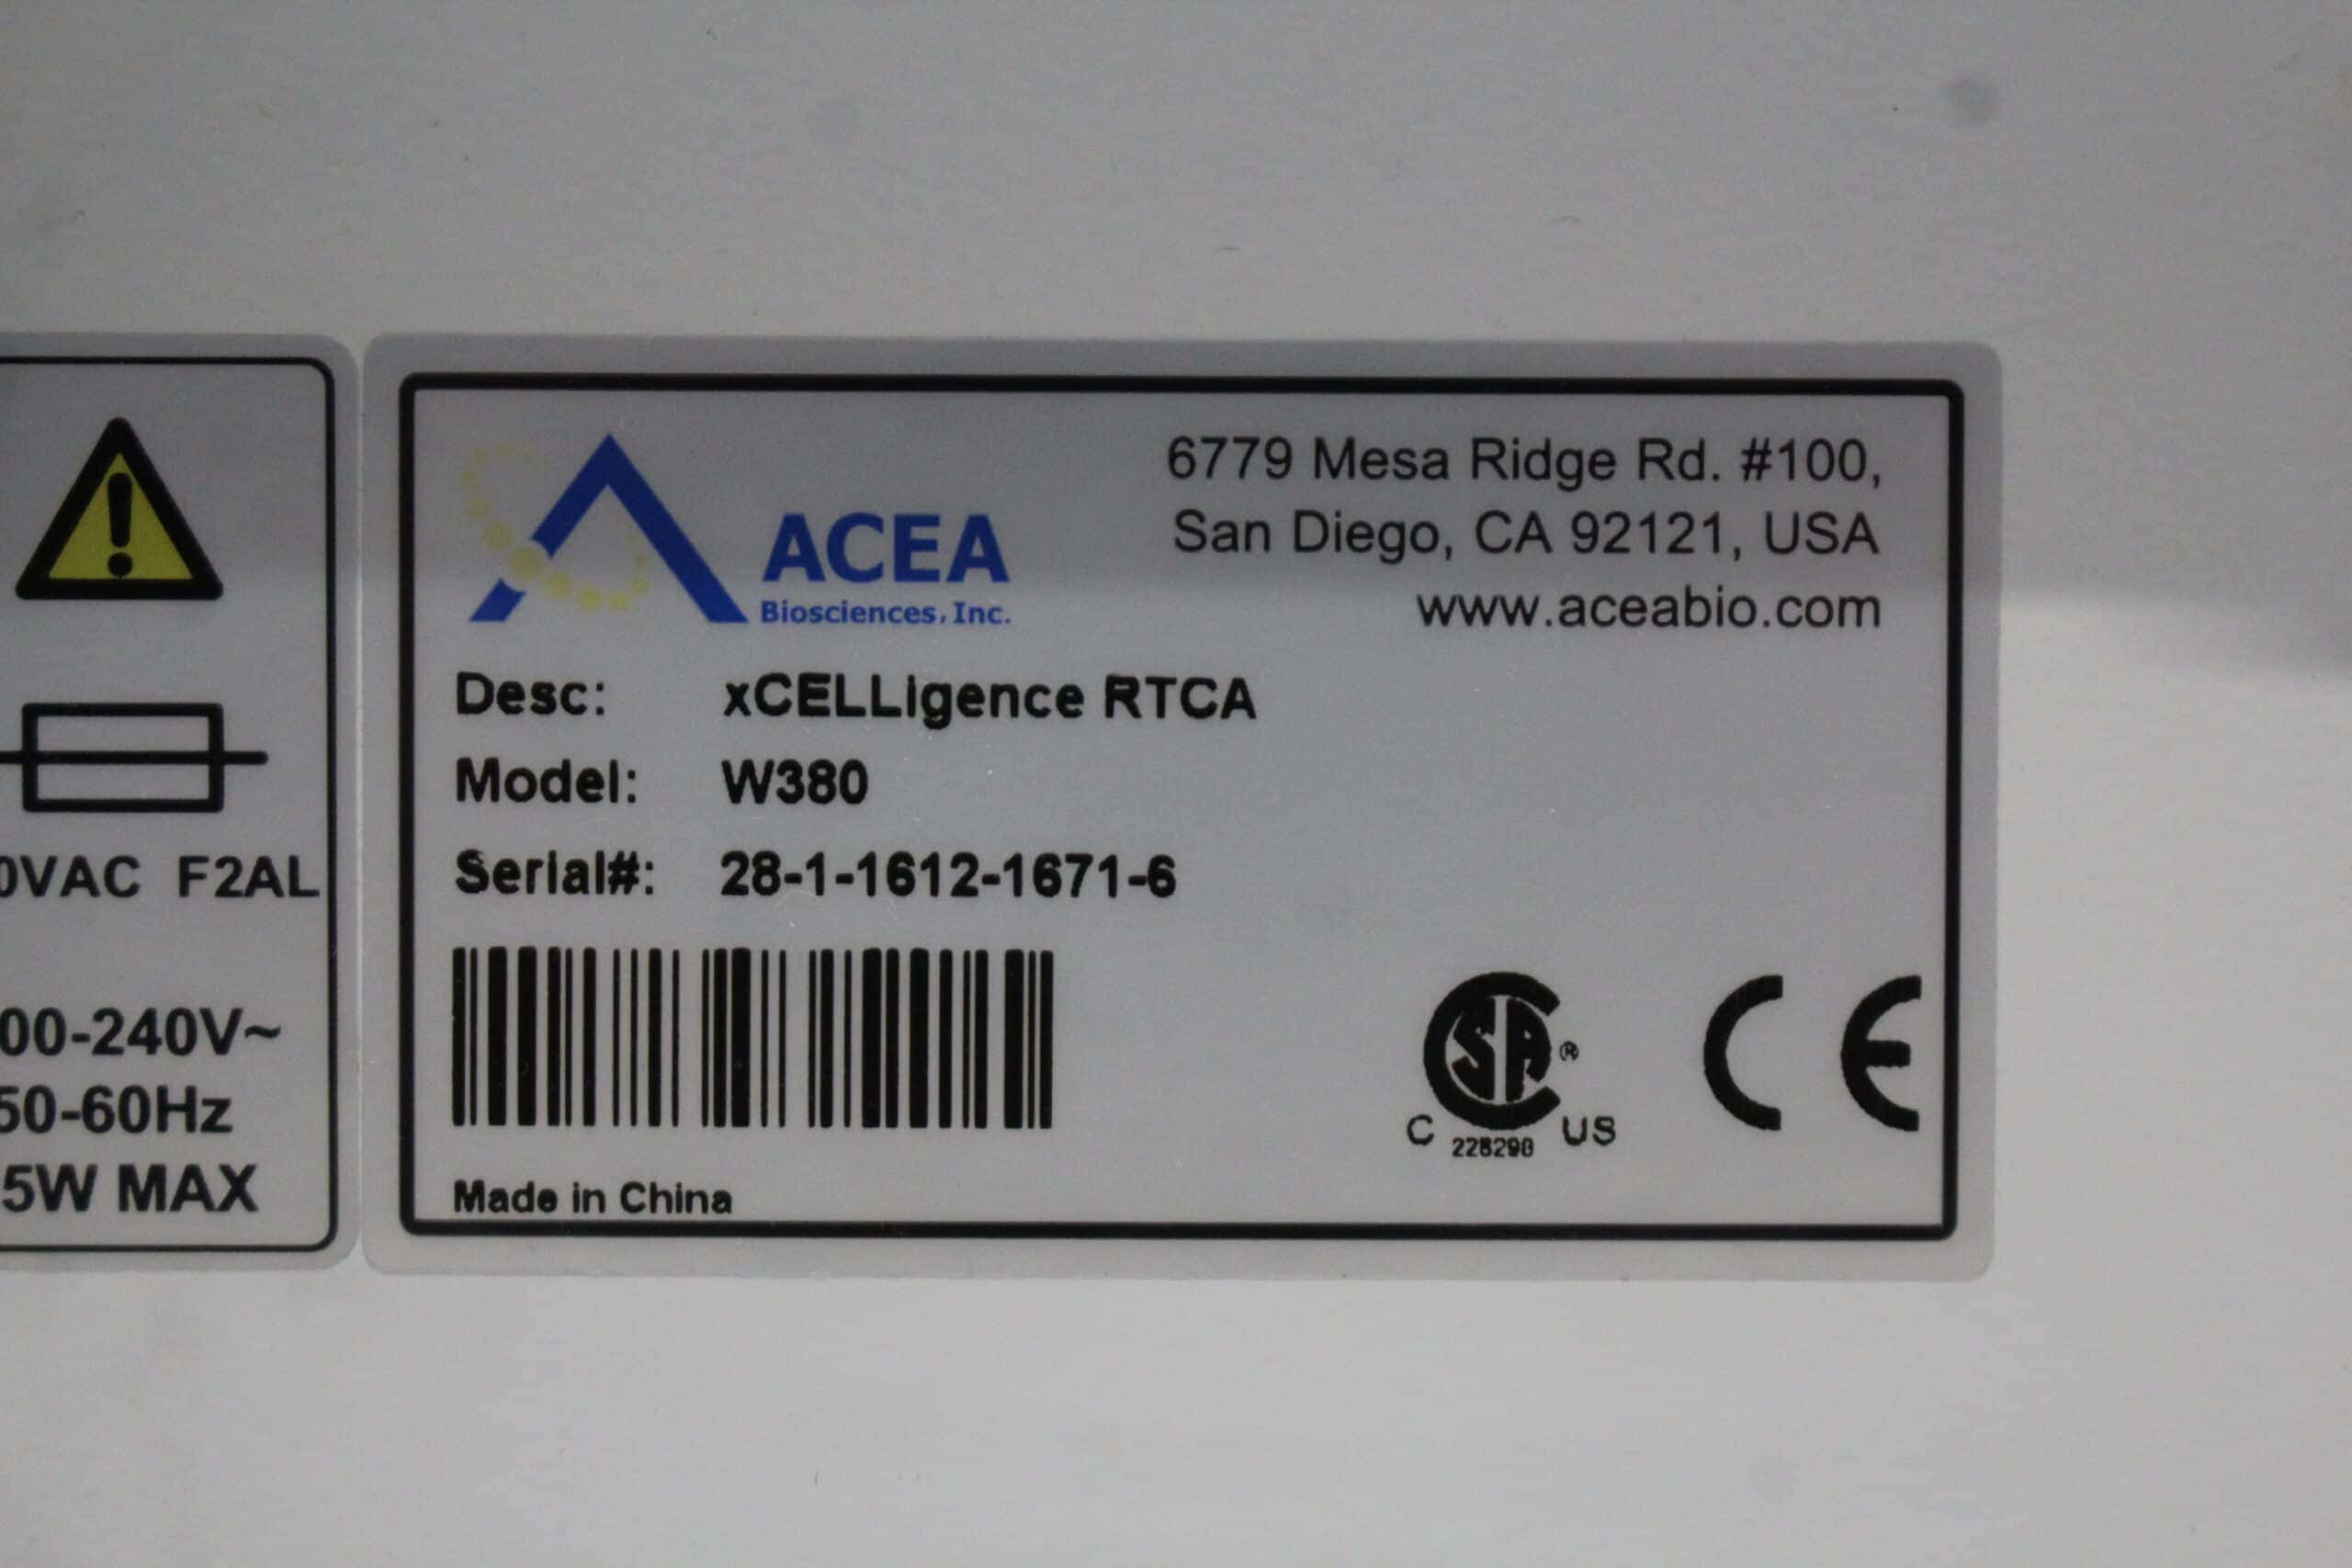 0VAC F2AL
00-240V~
50-60Hz
5W MAX
ACEA
Biosciences, Inc.
6779 Mesa Ridge Rd. #100,
San Diego, CA 92121, USA
www.aceabio.com
Desc: xCELLigence RTCA
Model: W380
Serial#: 28-1-1612-1671-6
SA ®
C US
CE
Made in China